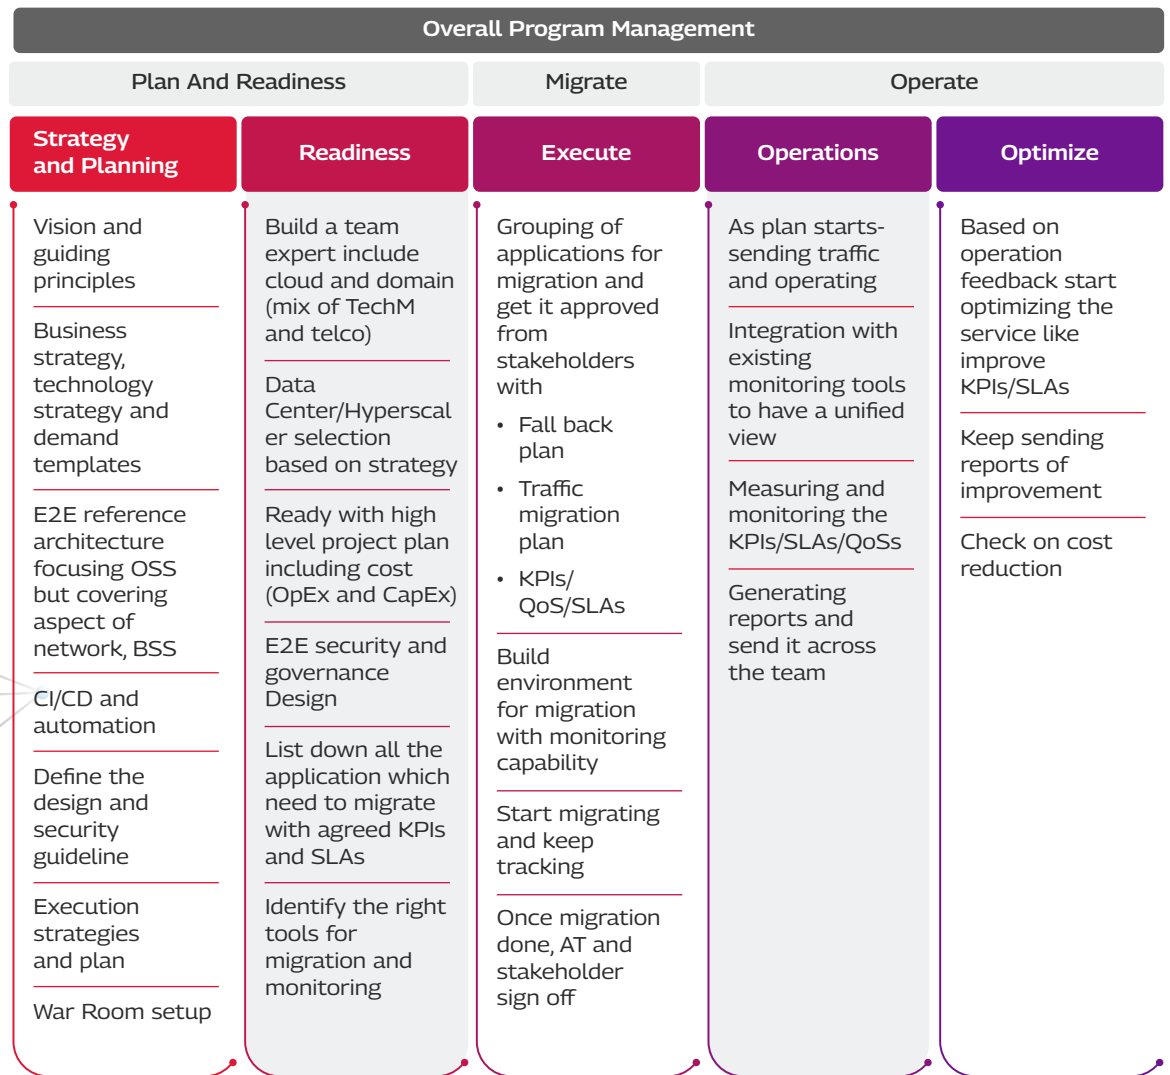 Overall Program Management
Plan And Readiness
Migrate
Operate
Strategy
and Planning
Readiness
Execute
Operations
Optimize
Vision and
guiding
principles
Business
strategy,
technology
strategy and
demand
templates
E2E reference
architecture
focusing OSS
but covering
aspect of
network, BSS
CI/CD and
automation
Define the
design and
security
guideline
Execution
strategies
and plan
War Room setup
Build a team
expert include
cloud and domain
(mix of TechM
and telco)
Data
Center/Hyperscal
er selection
based on strategy
Ready with high
level project plan
including cost
(OpEx and CapEx)
E2E security and
governance
Design
List down all the
application which
need to migrate
with agreed KPIs
and SLAs
Identify the right
tools for
migration and
monitoring
Grouping of
applications for
migration and
get it approved
from
stakeholders
with
• Fall back
plan
• Traffic
migration
plan
• KPIs/
QoS/SLAs
Build
environment
for migration
with monitoring
capability
Start migrating
and keep
tracking
Once migration
done, AT and
stakeholder
sign off
As plan starts-
sending traffic
and operating
Integration with
existing
monitoring tools
to have a unified
view
Measuring and
monitoring the
KPIs/SLAs/QoSs
Generating
reports and
send it across
the team
Based on
operation
feedback start
optimizing the
service like
improve
KPIs/SLAs
Keep sending
reports of
improvement
Check on cost
reduction